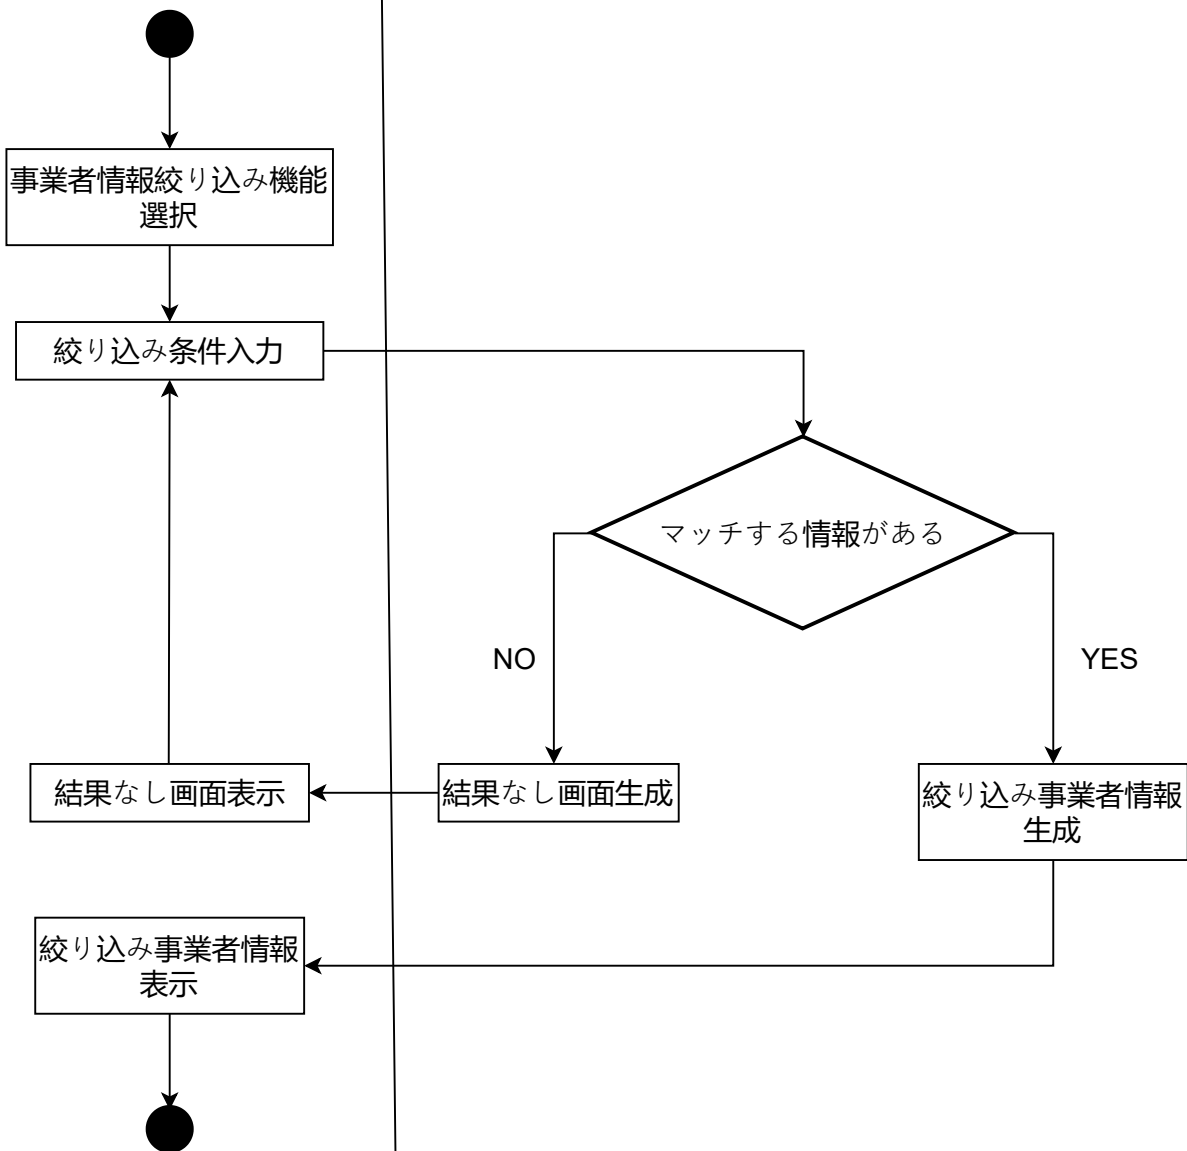 事業者情報絞り込み機能
選択
絞り込み条件入力
マッチする情報がある
NO
YES
結果なし画面表示
結果なし画面生成
絞り込み事業者情報
生成
絞り込み事業者情報
表示